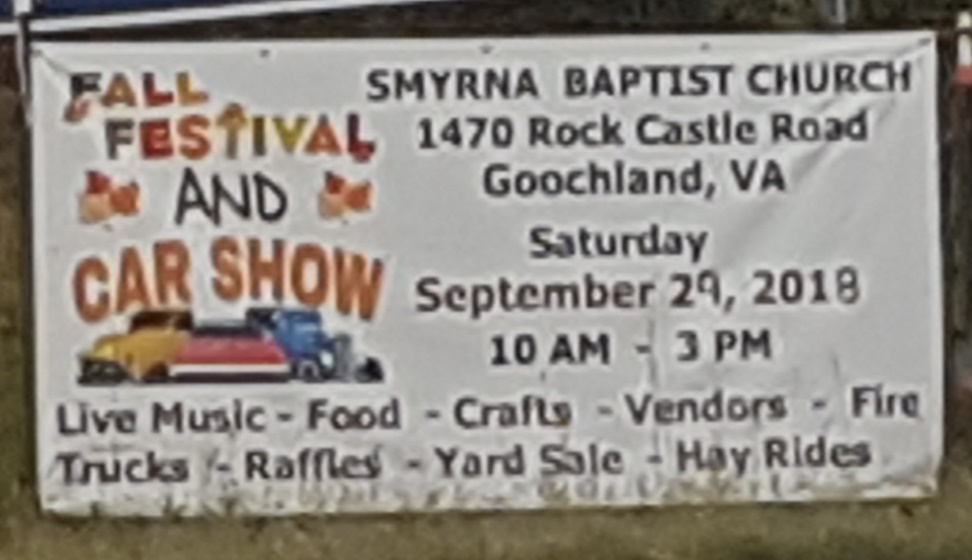 FALL
FESTIVAL
AND
CAR SHOW
SMYRNA BAPTIST CHURCH
1470 Rock Castle Road
Goochland, VA
Saturday
September 29, 2018
10 AM - 3 PM
Live Music - Food - Crafts - Vendors - Fire
Trucks - Raffles - Yard Sale - Hay Rides